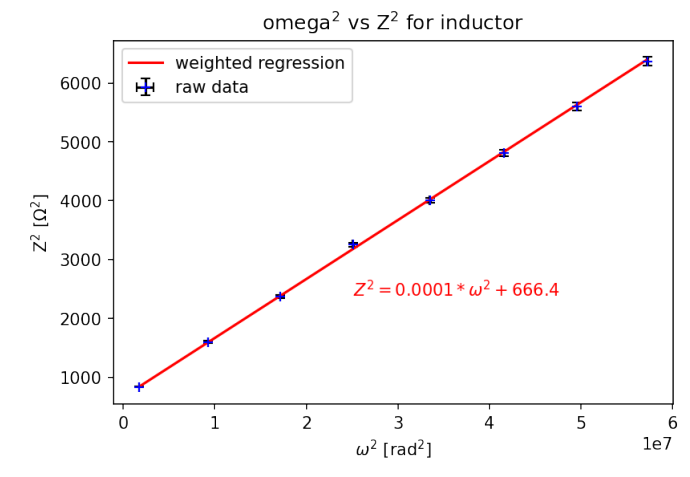 omega² vs Z² for inductor
weighted regression
raw data
6000
5000
4000
3000
2000
1000
Z² [Ω²]
Z² = 0.0001 * ω² + 666.4
0 1 2 3 4 5 6
1e7
ω² [rad²]